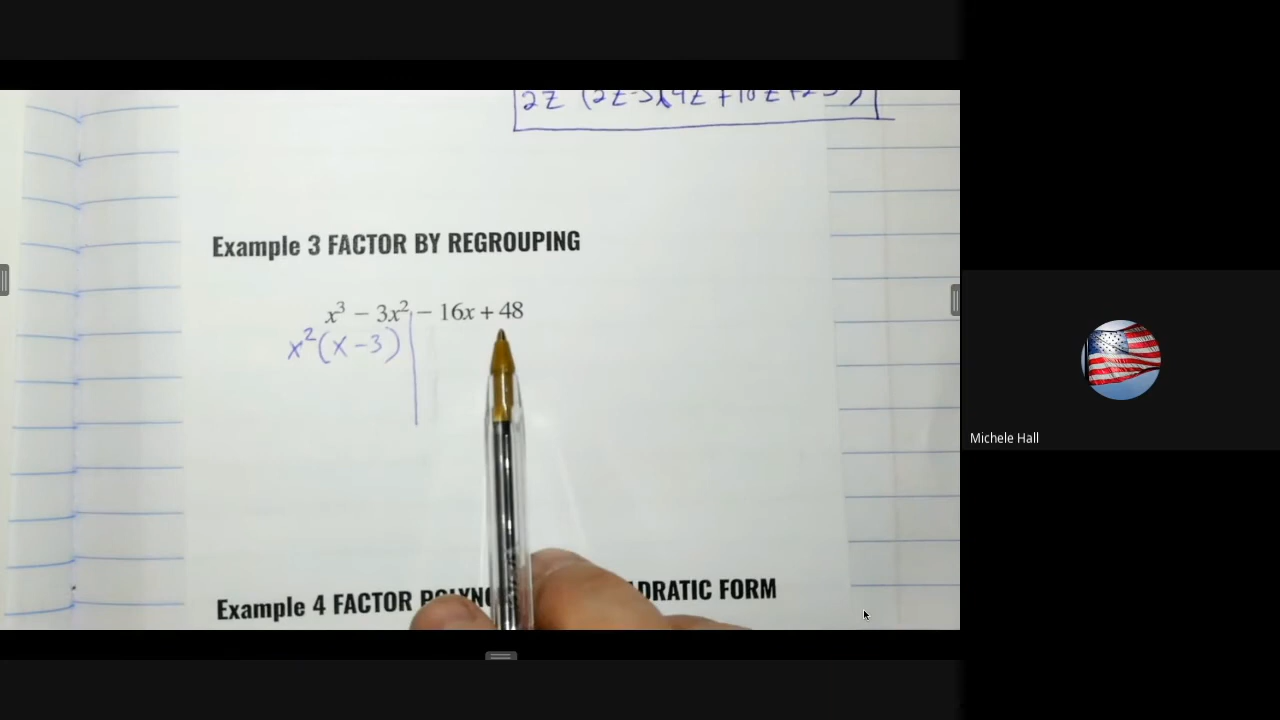 Example 3 FACTOR BY REGROUPING
x³ − 3x² − 16x + 48
x²(x − 3)
Example 4 FACTOR DRATIC FORM
Michele Hall